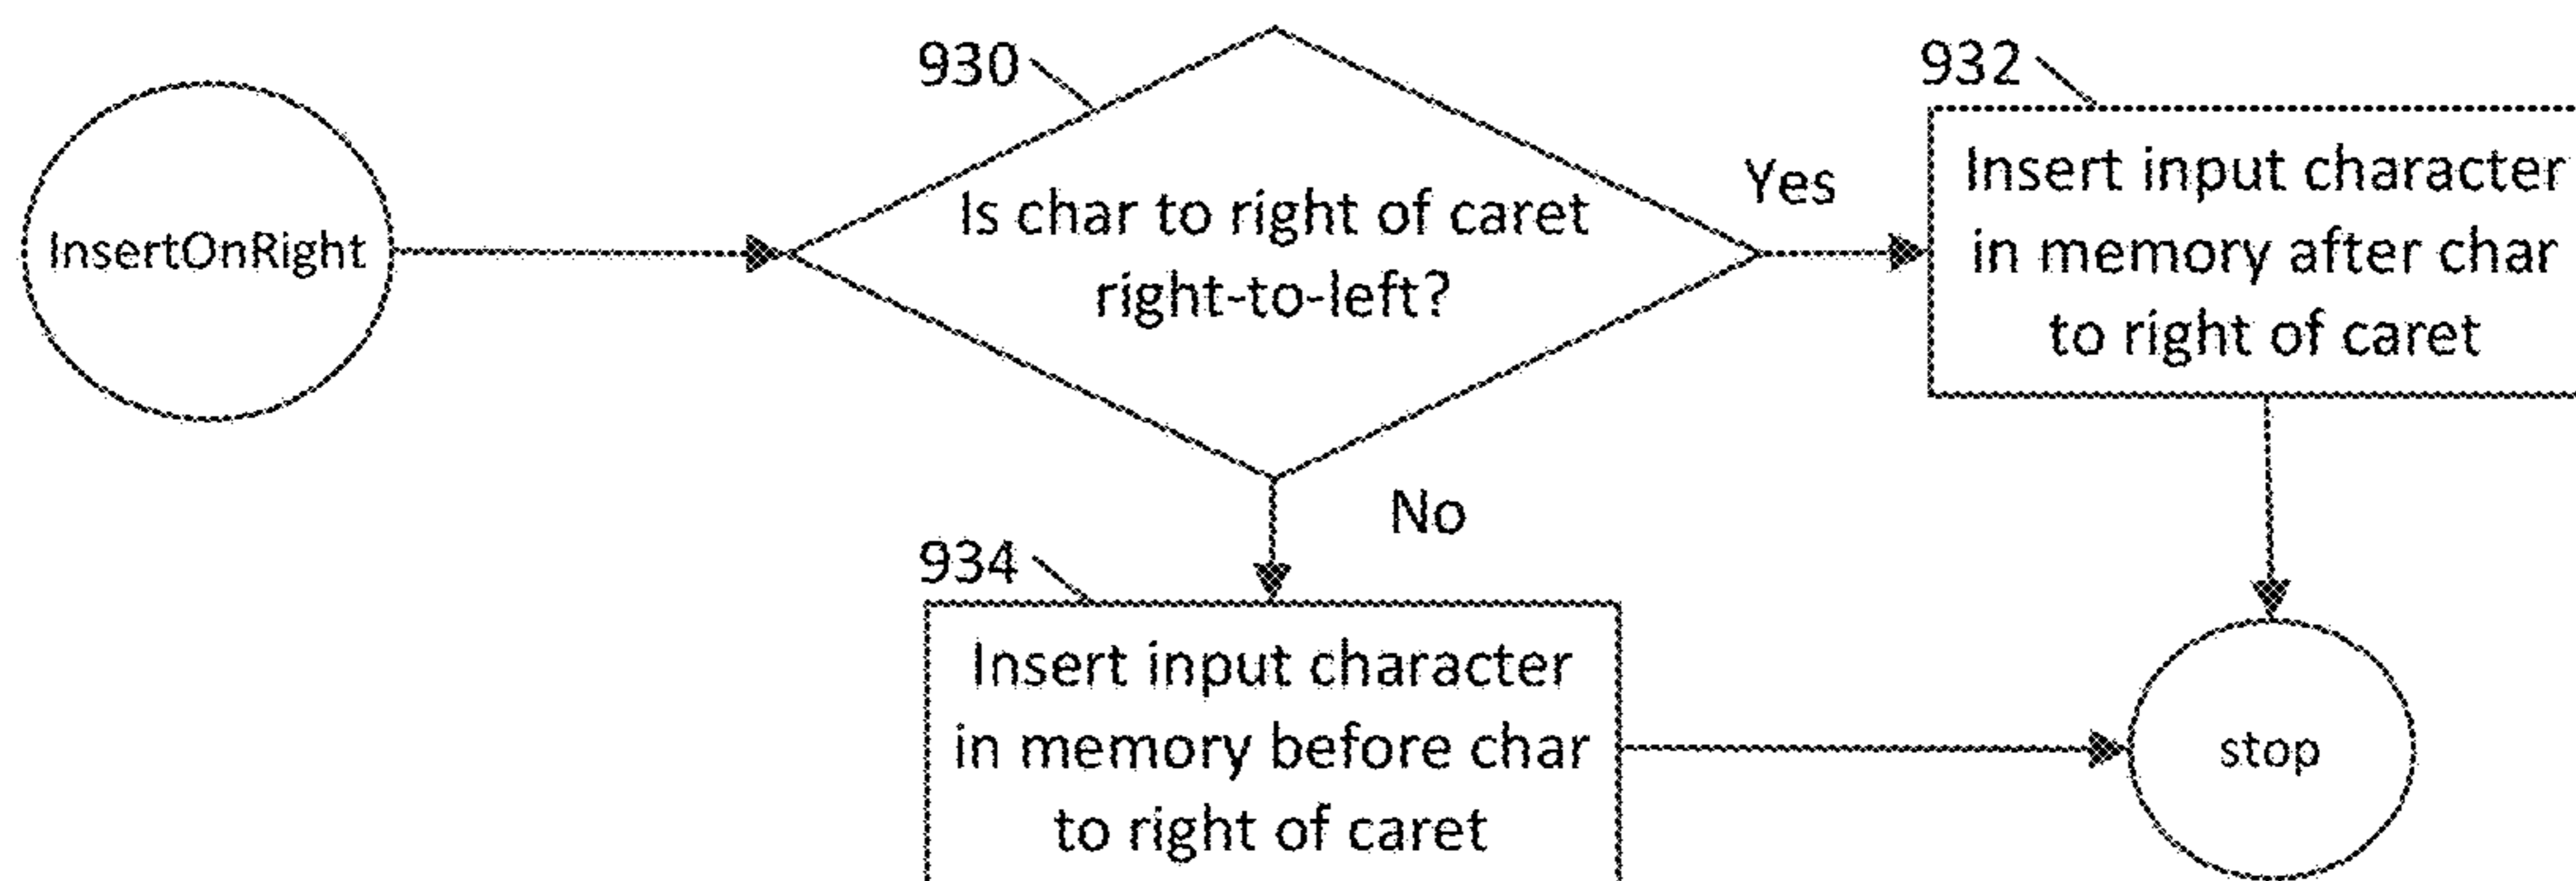 930
932
InsertOnRight
Is char to right of caret
right-to-left?
Yes
Insert input character
in memory after char
to right of caret
No
934
Insert input character
in memory before char
to right of caret
stop